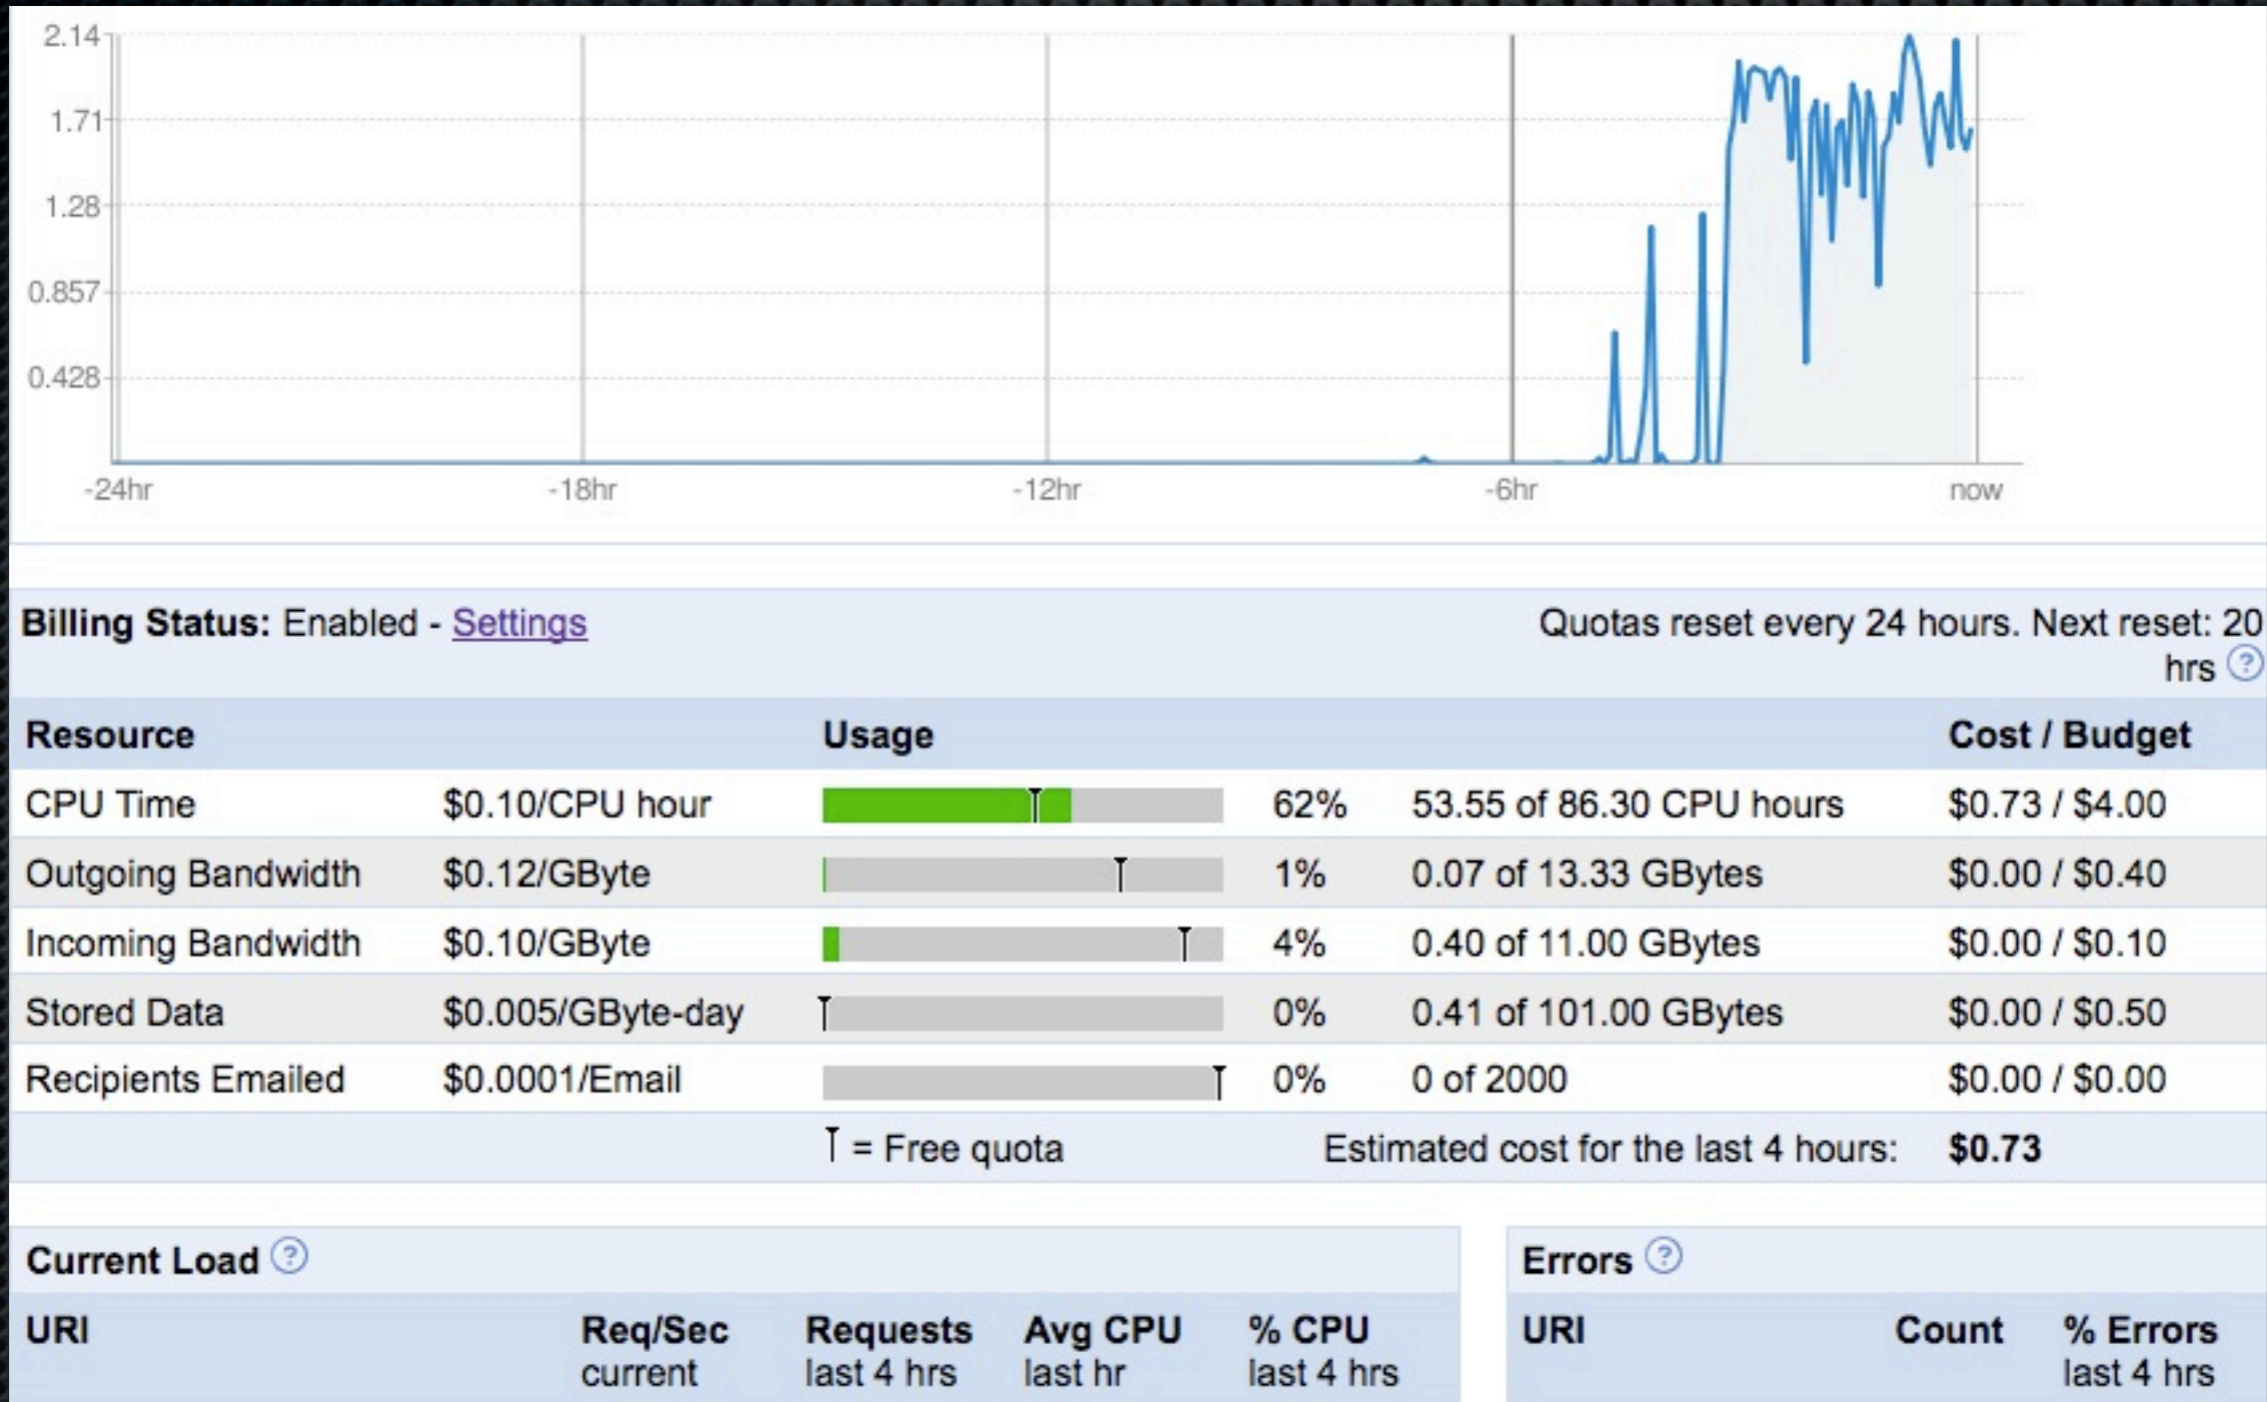 2.14
1.71
1.28
0.857
0.428
-24hr -18hr -12hr -6hr now
Billing Status: Enabled - Settings
Quotas reset every 24 hours. Next reset: 20
hrs ?
Resource Usage Cost / Budget
CPU Time $0.10/CPU hour 62% 53.55 of 86.30 CPU hours $0.73 / $4.00
Outgoing Bandwidth $0.12/GByte 1% 0.07 of 13.33 GBytes $0.00 / $0.40
Incoming Bandwidth $0.10/GByte 4% 0.40 of 11.00 GBytes $0.00 / $0.10
Stored Data $0.005/GByte-day 0% 0.41 of 101.00 GBytes $0.00 / $0.50
Recipients Emailed $0.0001/Email 0% 0 of 2000 $0.00 / $0.00
= Free quota Estimated cost for the last 4 hours: $0.73
Current Load ?
URI Req/Sec Requests Avg CPU % CPU
current last 4 hrs last hr last 4 hrs
Errors ?
URI Count % Errors
last 4 hrs